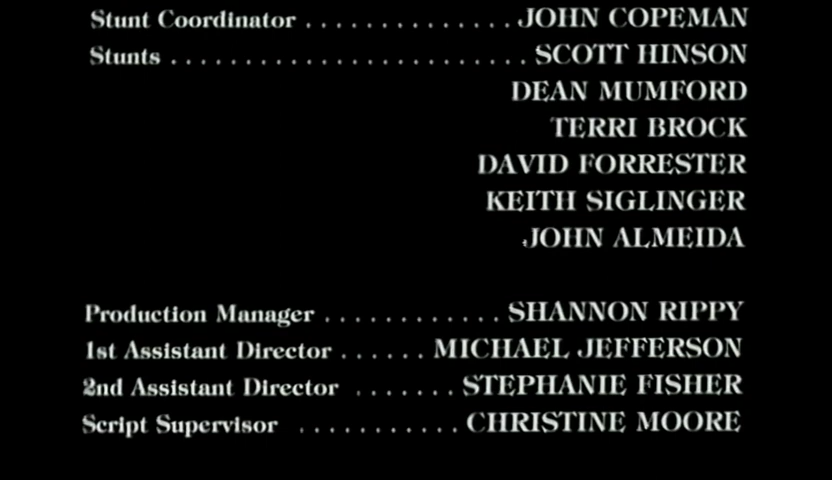 Stunt Coordinator . . . . . . . . . . . . . . JOHN COPEMAN
Stunts . . . . . . . . . . . . . . . . . . . . . . . . SCOTT HINSON
DEAN MUMFORD
TERRI BROCK
DAVID FORRESTER
KEITH SIGLINGER
JOHN ALMEIDA
Production Manager . . . . . . . . . . . . SHANNON RIPPY
1st Assistant Director . . . . . . MICHAEL JEFFERSON
2nd Assistant Director . . . . . . . STEPHANIE FISHER
Script Supervisor . . . . . . . . . . . CHRISTINE MOORE